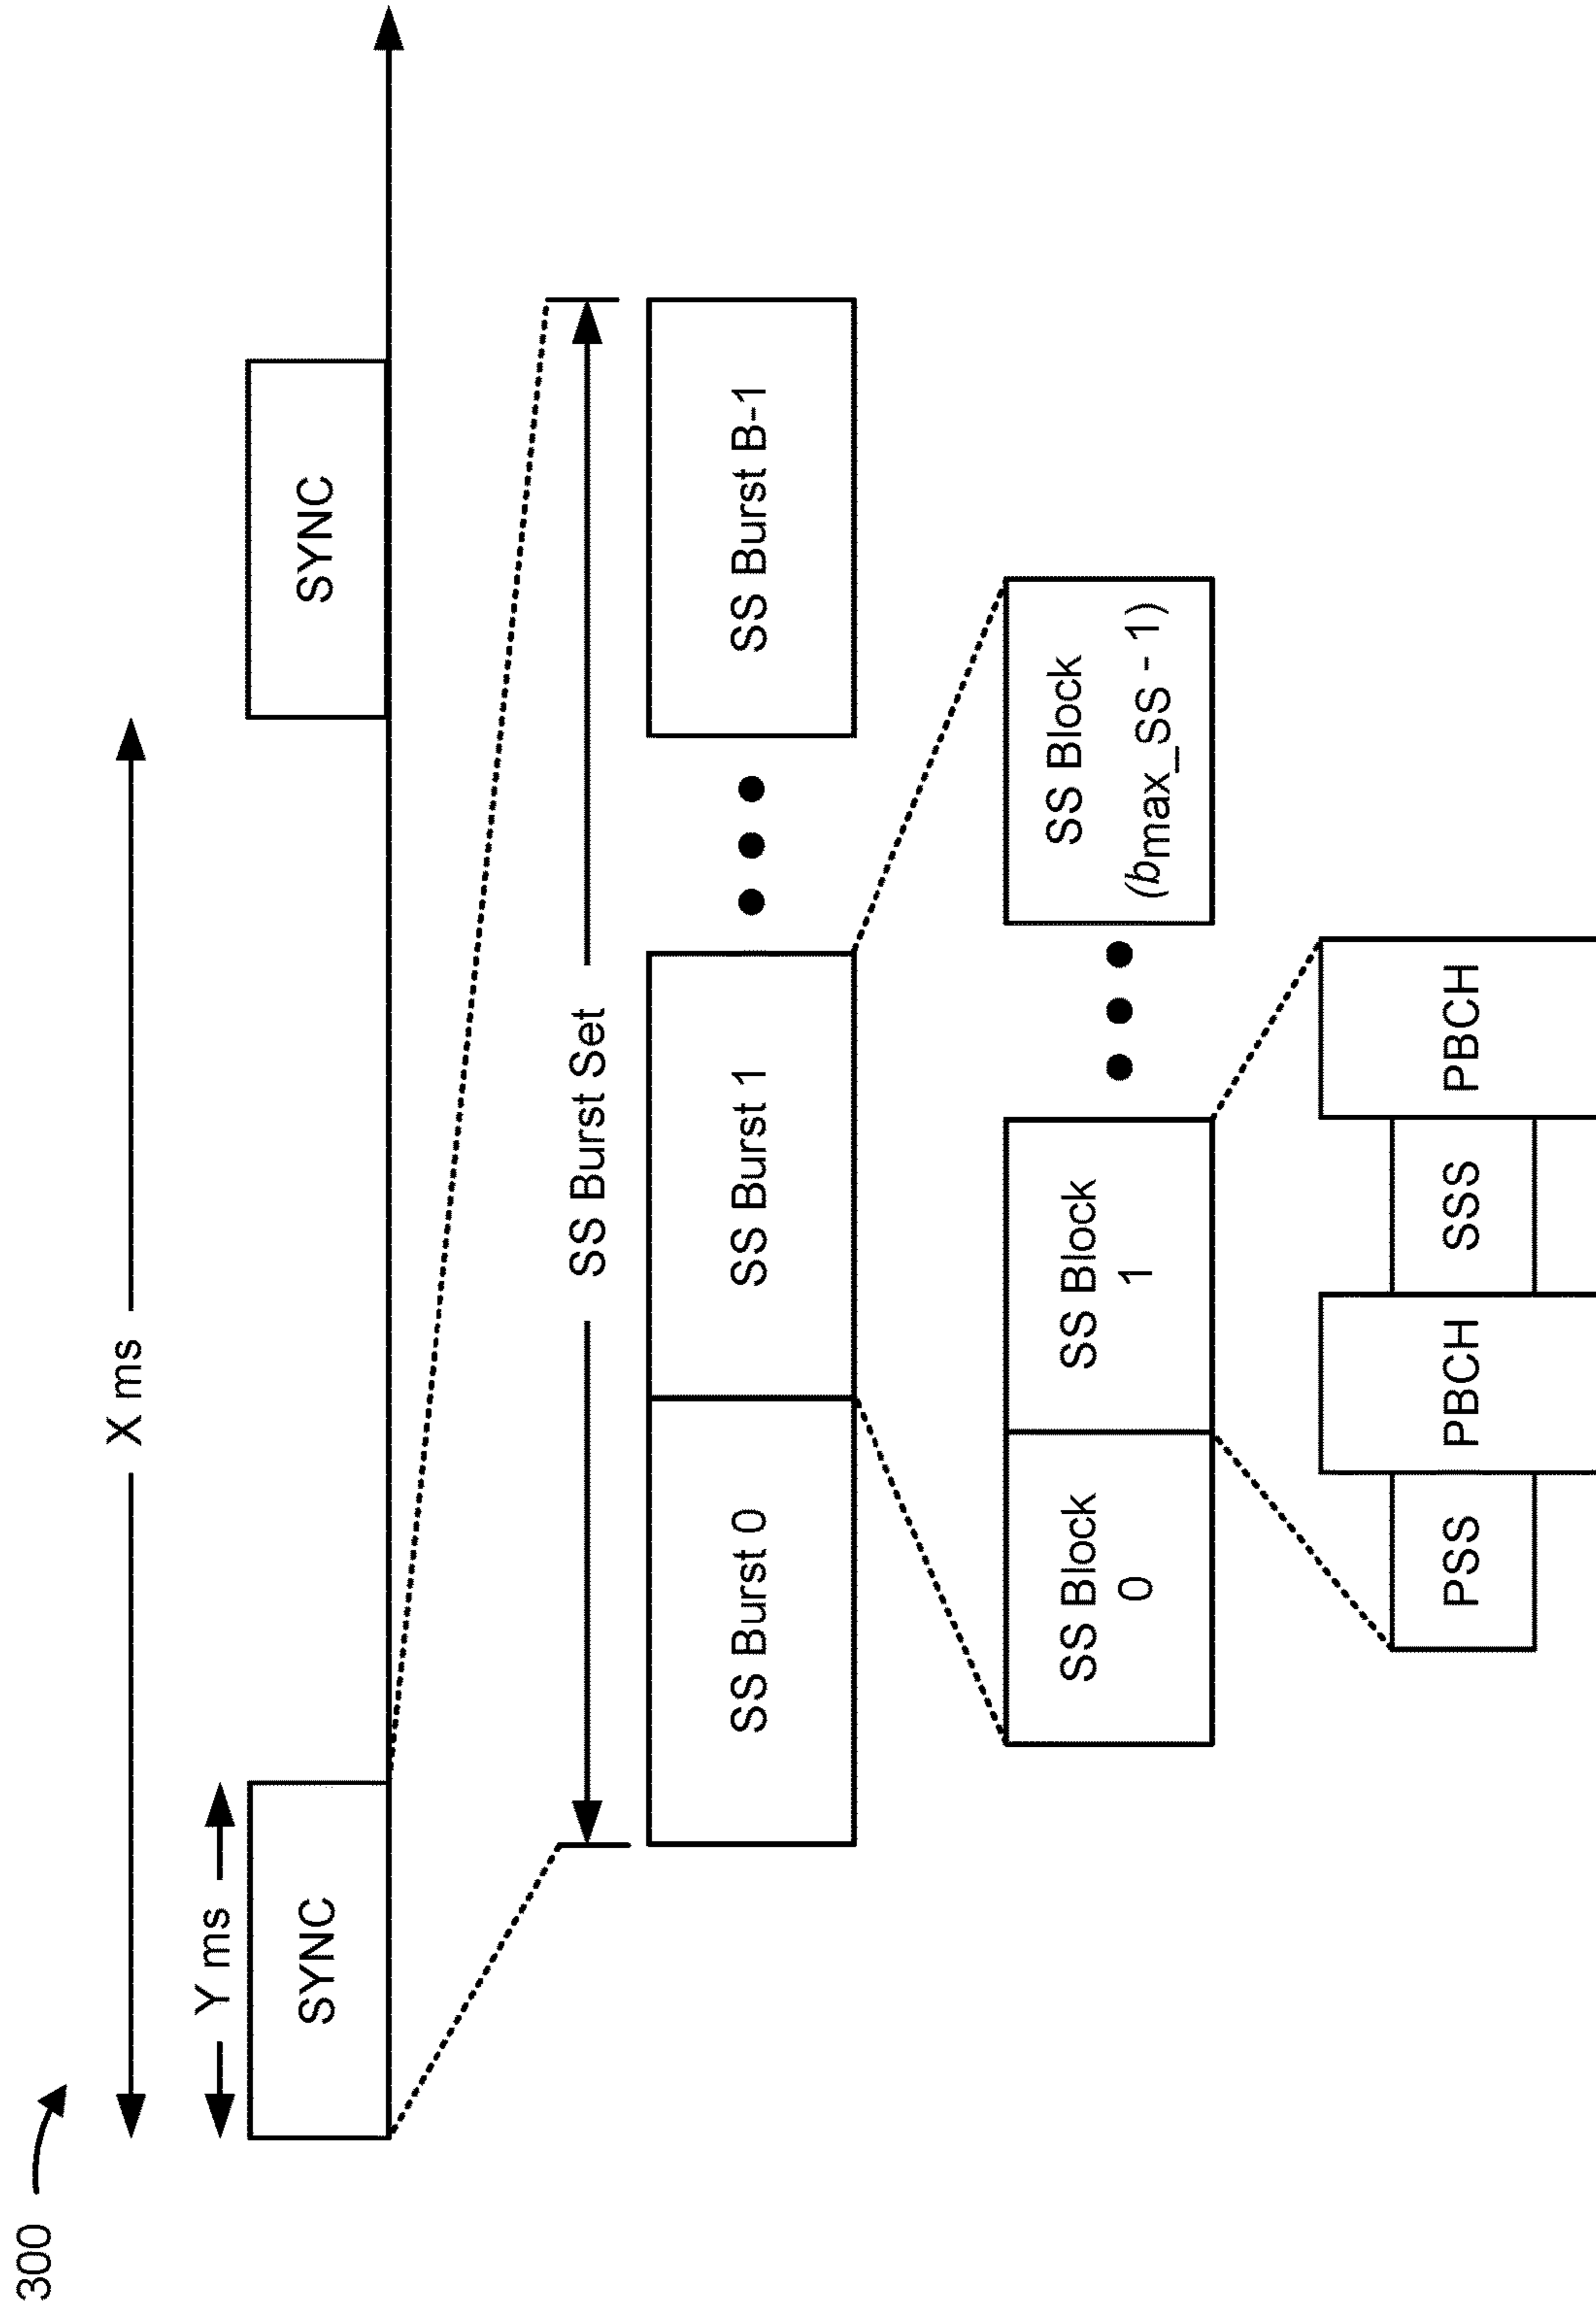 300
X ms
Y ms
SYNC
SYNC
SS Burst Set
SS Burst 0
SS Burst 1
SS Burst B-1
SS Block
0
SS Block
1
SS Block
(bmax_SS - 1)
PSS
PBCH
SSS
PBCH